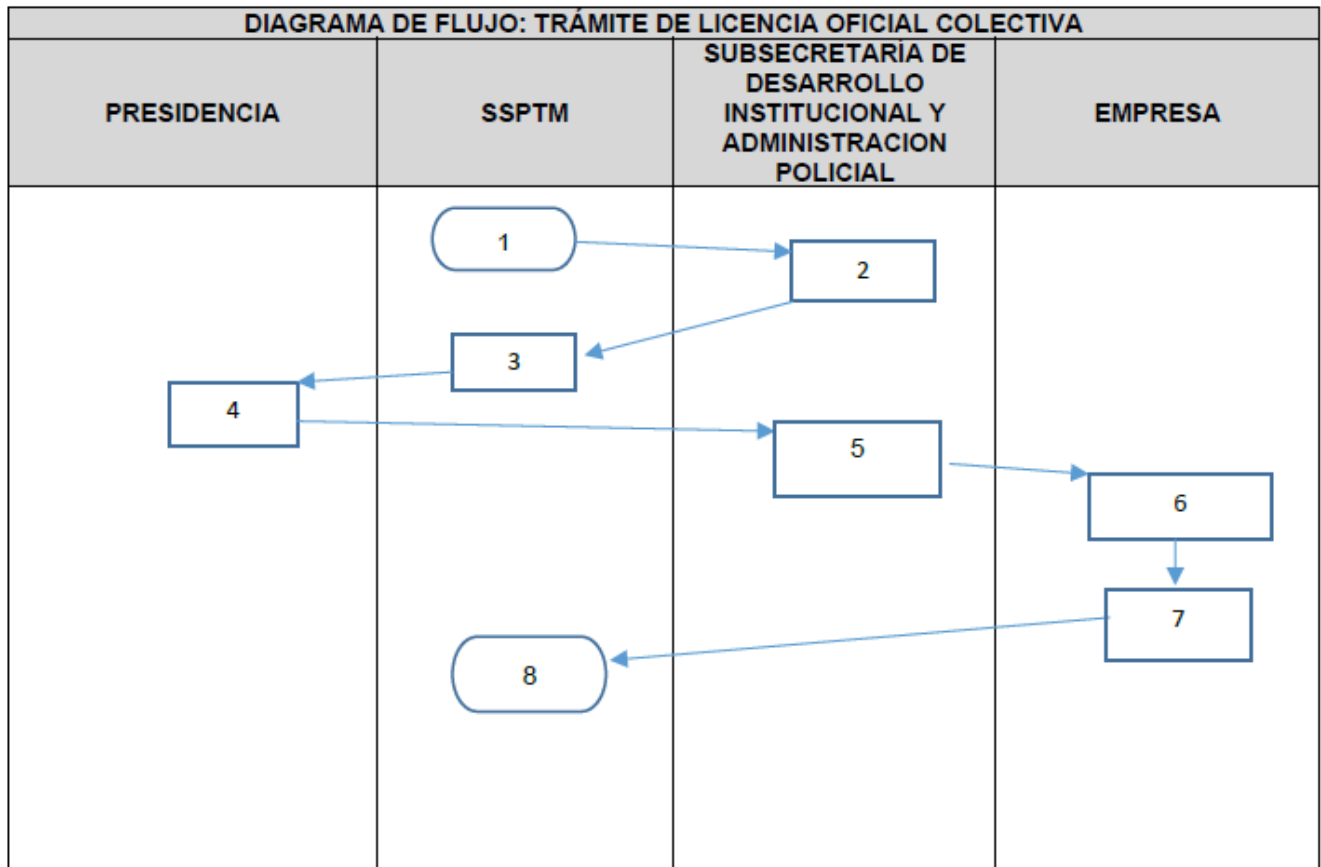 DIAGRAMA DE FLUJO: TRÁMITE DE LICENCIA OFICIAL COLECTIVA
PRESIDENCIA
SSPTM
SUBSECRETARÍA DE
DESARROLLO
INSTITUCIONAL Y
ADMINISTRACION
POLICIAL
EMPRESA
1
2
3
4
5
6
7
8